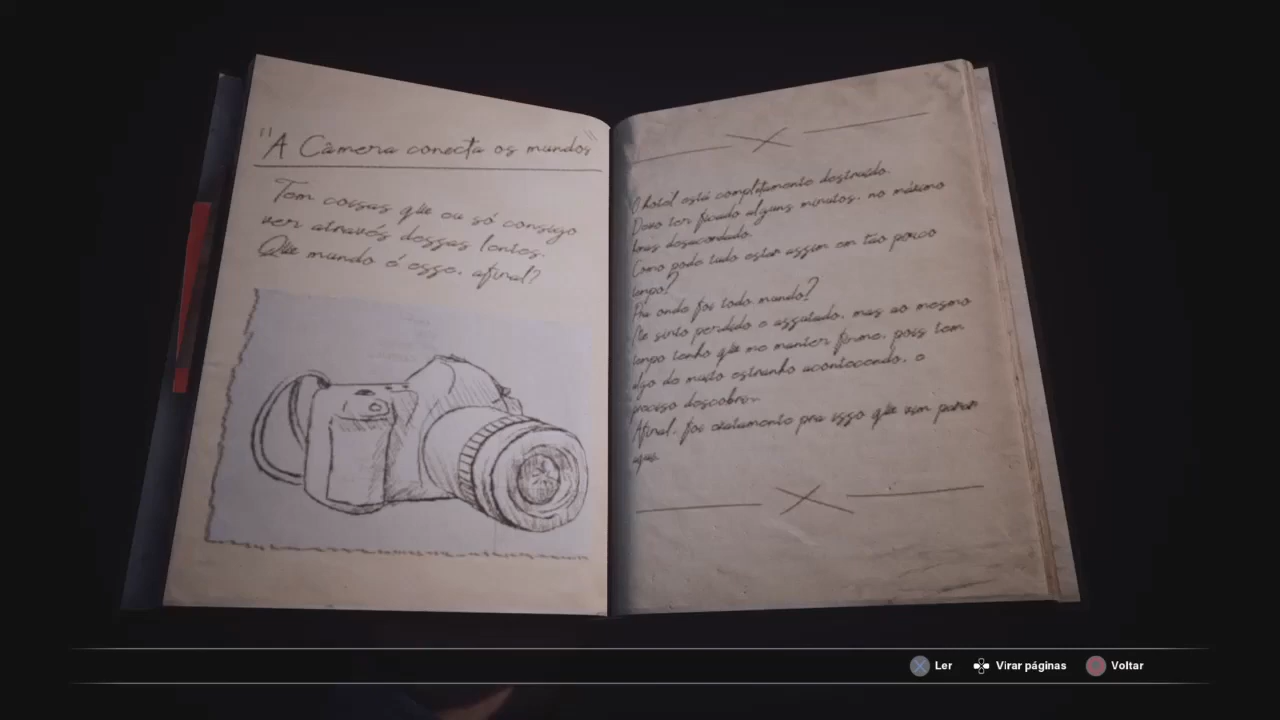 "A Câmera conecta os mundos"
Tem coisas que eu só consigo
ver através dessas lentes.
Que mundo é esse, afinal?
O hotel está completamente destruído.
Devo ter ficado alguns minutos, no máximo
horas desacordado.
Como pode tudo estar assim em tão pouco
tempo?
Pra onde foi todo mundo?
Me sinto perdido e assustado, mas ao mesmo
tempo tenho que me manter firme, pois tem
algo de muito estranho acontecendo, e
preciso descobrir.
Afinal, foi exatamente pra isso que vim parar
aqui.
Ler
Virar páginas
Voltar